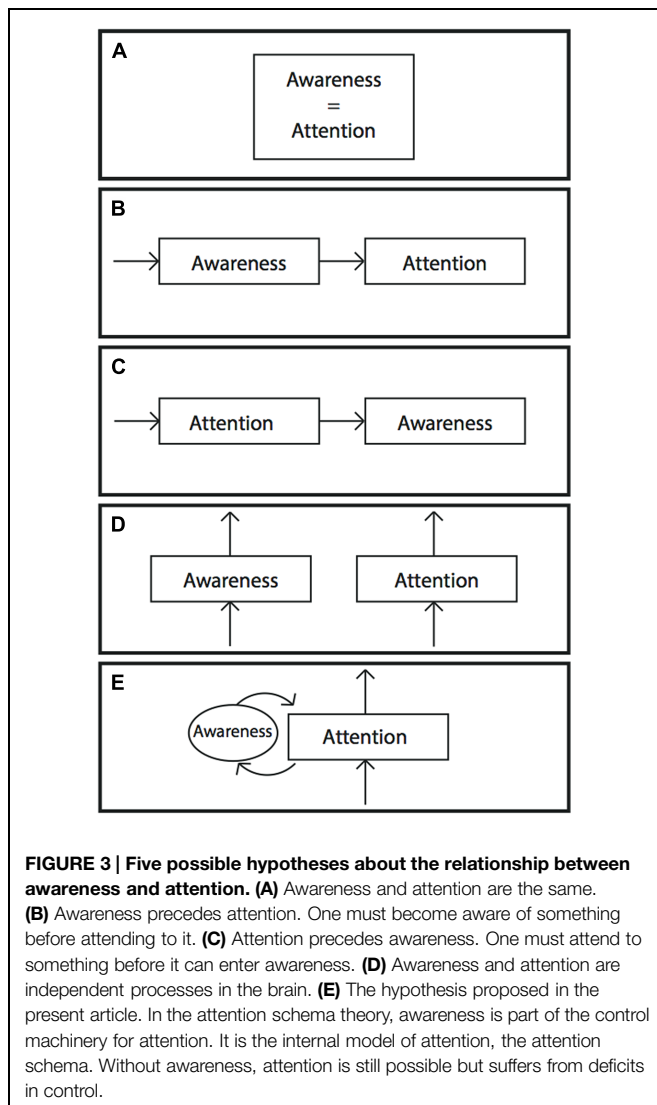 A
Awareness
=
Attention
B
Awareness
Attention
C
Attention
Awareness
D
Awareness
Attention
E
Awareness
Attention
FIGURE 3 | Five possible hypotheses about the relationship between
awareness and attention. (A) Awareness and attention are the same.
(B) Awareness precedes attention. One must become aware of something
before attending to it. (C) Attention precedes awareness. One must attend to
something before it can enter awareness. (D) Awareness and attention are
independent processes in the brain. (E) The hypothesis proposed in the
present article. In the attention schema theory, awareness is part of the control
machinery for attention. It is the internal model of attention, the attention
schema. Without awareness, attention is still possible but suffers from deficits
in control.